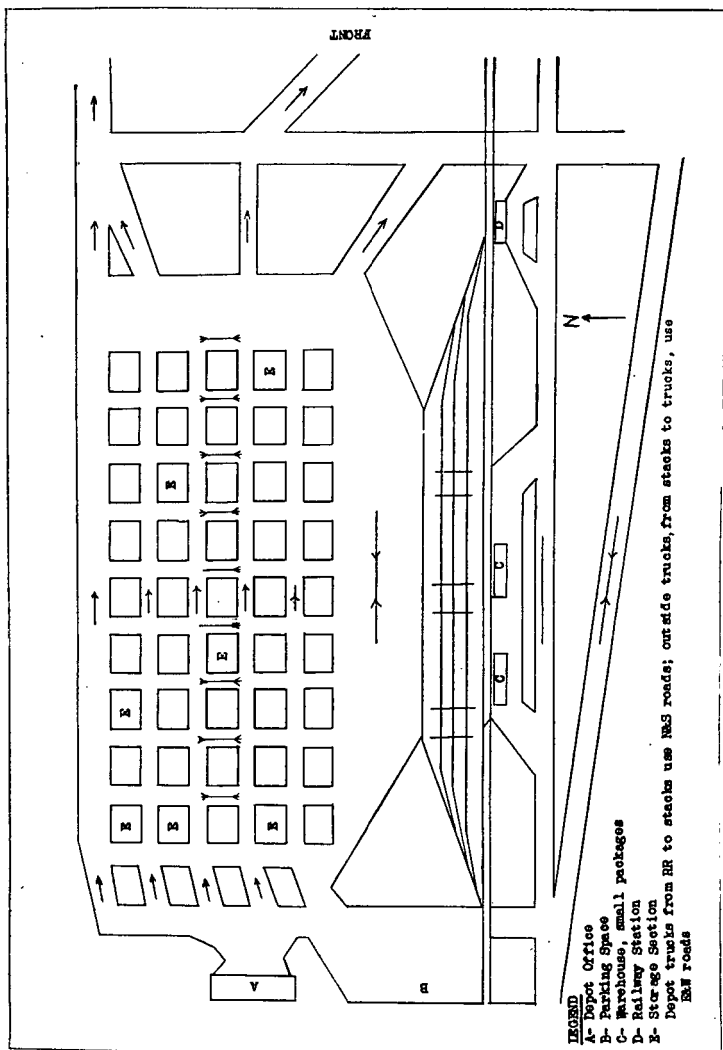 FRONT
E
E
E
E
E
E
E
A
B
C
C
D
N
LEGEND
A- Depot Office
B- Parking Space
C- Warehouse, small packages
D- Railway Station
E- Storage Section
Depot trucks from RR to stacks use N&S roads; outside trucks, from stacks to trucks, use
E&W roads